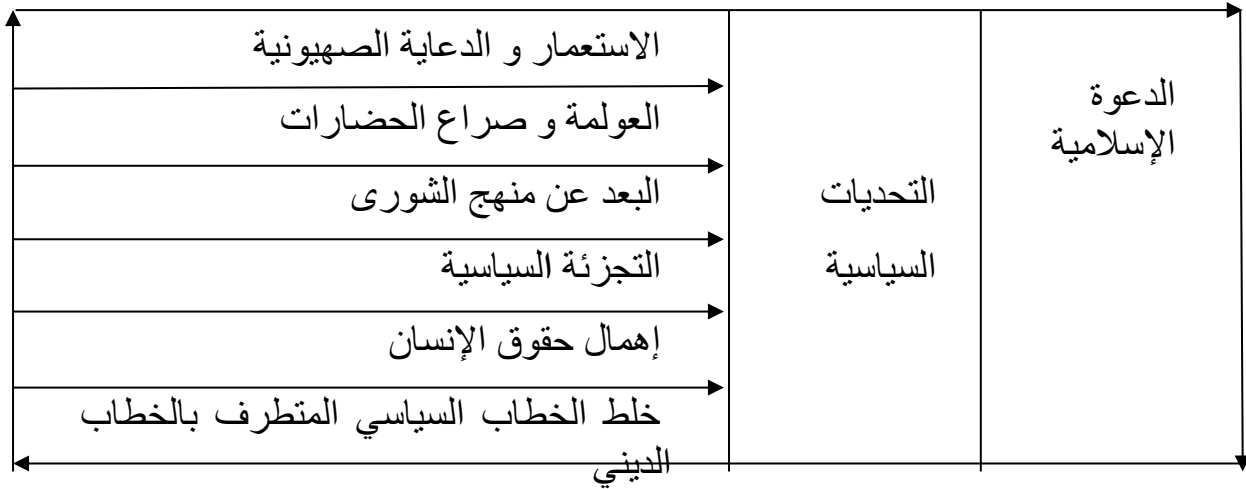 الدعوة
الإسلامية
التحديات
السياسية
الاستعمار و الدعاية الصهيونية
العولمة و صراع الحضارات
البعد عن منهج الشورى
التجزئة السياسية
إهمال حقوق الإنسان
خلط الخطاب السياسي المتطرف بالخطاب
الديني